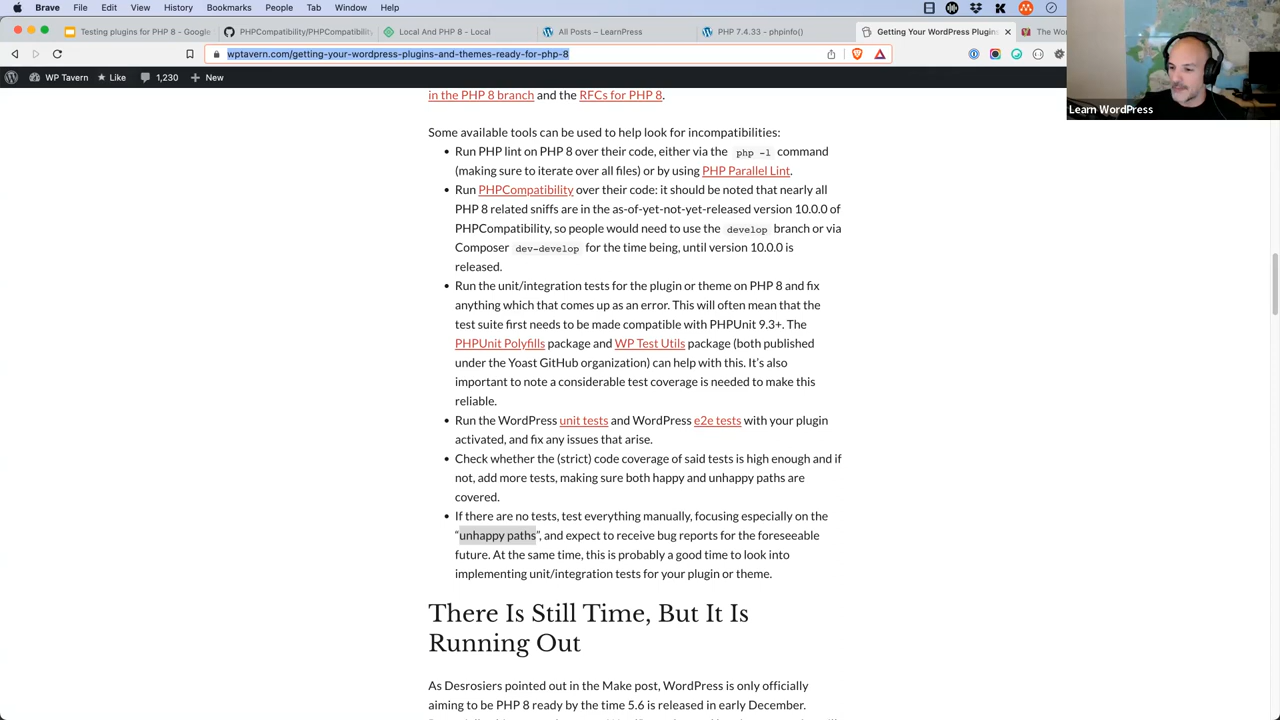 Brave File Edit View History Bookmarks People Tab Window Help
Testing plugins for PHP 8 - Google
PHPCompatibility/PHPCompatibility
Local And PHP 8 - Local
All Posts – LearnPress
PHP 7.4.33 - phpinfo()
Getting Your WordPress Plugins
The Wo
wptavern.com/getting-your-wordpress-plugins-and-themes-ready-for-php-8
WP Tavern Like 1,230 New
Learn WordPress
in the PHP 8 branch and the RFCs for PHP 8.
Some available tools can be used to help look for incompatibilities:
• Run PHP lint on PHP 8 over their code, either via the php -l command
(making sure to iterate over all files) or by using PHP Parallel Lint.
• Run PHPCompatibility over their code: it should be noted that nearly all
PHP 8 related sniffs are in the as-of-yet-not-yet-released version 10.0.0 of
PHPCompatibility, so people would need to use the develop branch or via
Composer dev-develop for the time being, until version 10.0.0 is
released.
• Run the unit/integration tests for the plugin or theme on PHP 8 and fix
anything which that comes up as an error. This will often mean that the
test suite first needs to be made compatible with PHPUnit 9.3+. The
PHPUnit Polyfills package and WP Test Utils package (both published
under the Yoast GitHub organization) can help with this. It’s also
important to note a considerable test coverage is needed to make this
reliable.
• Run the WordPress unit tests and WordPress e2e tests with your plugin
activated, and fix any issues that arise.
• Check whether the (strict) code coverage of said tests is high enough and if
not, add more tests, making sure both happy and unhappy paths are
covered.
• If there are no tests, test everything manually, focusing especially on the
“unhappy paths”, and expect to receive bug reports for the foreseeable
future. At the same time, this is probably a good time to look into
implementing unit/integration tests for your plugin or theme.
There Is Still Time, But It Is
Running Out
As Desrosiers pointed out in the Make post, WordPress is only officially
aiming to be PHP 8 ready by the time 5.6 is released in early December.